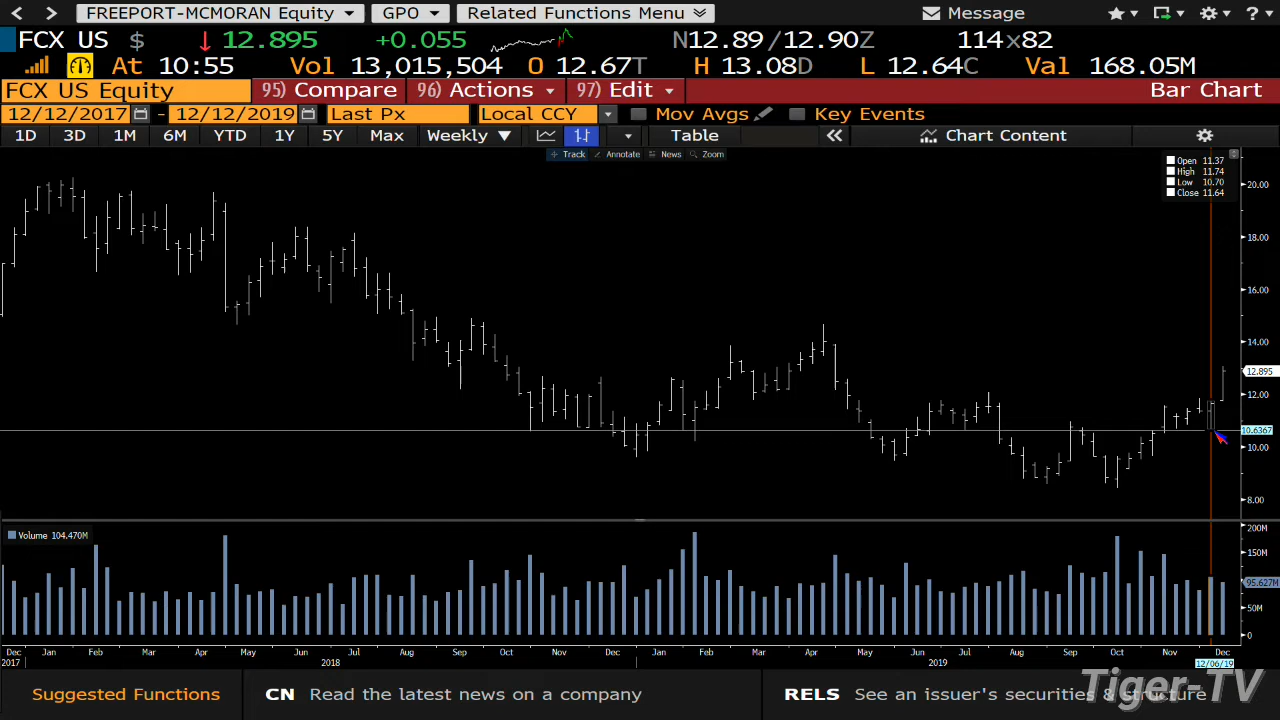 FREEPORT-MCMORAN Equity GPO Related Functions Menu Message
FCX US $ 12.895 +0.055 N12.89/12.90Z 114x82
At 10:55 Vol 13,015,504 O 12.67T H 13.08D L 12.64C Val 168.05M
FCX US Equity 95) Compare 96) Actions 97) Edit Bar Chart
12/12/2017 - 12/12/2019 Last Px Local CCY Mov Avgs Key Events
1D 3D 1M 6M YTD 1Y 5Y Max Weekly Table Chart Content
Track Annotate News Zoom
Open 11.37
High 11.74
Low 10.70
Close 11.64
20.00
18.00
16.00
14.00
12.895
12.00
10.6367
10.00
8.00
Volume 104.470M
200M
150M
95.627M
50M
0
Dec Jan Feb Mar Apr May Jun Jul Aug Sep Oct Nov Dec Jan Feb Mar Apr May Jun Jul Aug Sep Oct Nov Dec
2017 2018 2019 12/06/19
Suggested Functions CN Read the latest news on a company RELS See an issuer's securities & structure
Tiger-TV